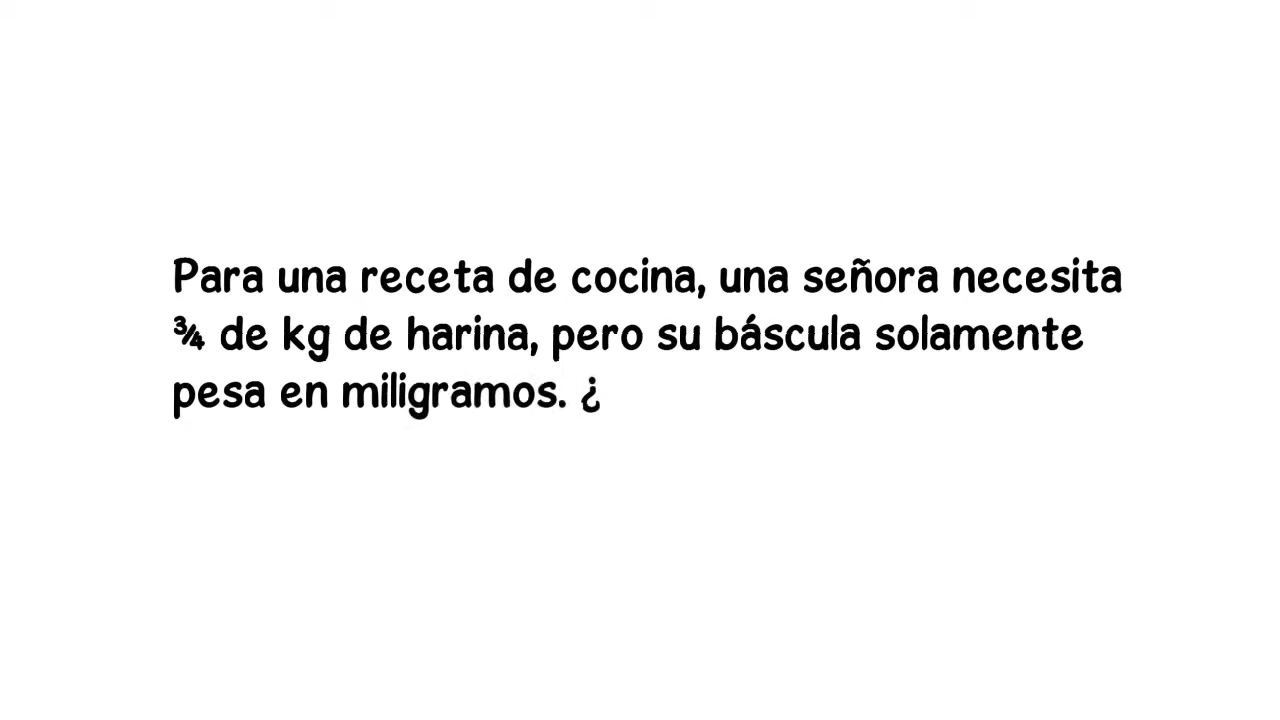 Para una receta de cocina, una señora necesita
¾ de kg de harina, pero su báscula solamente
pesa en miligramos. ¿